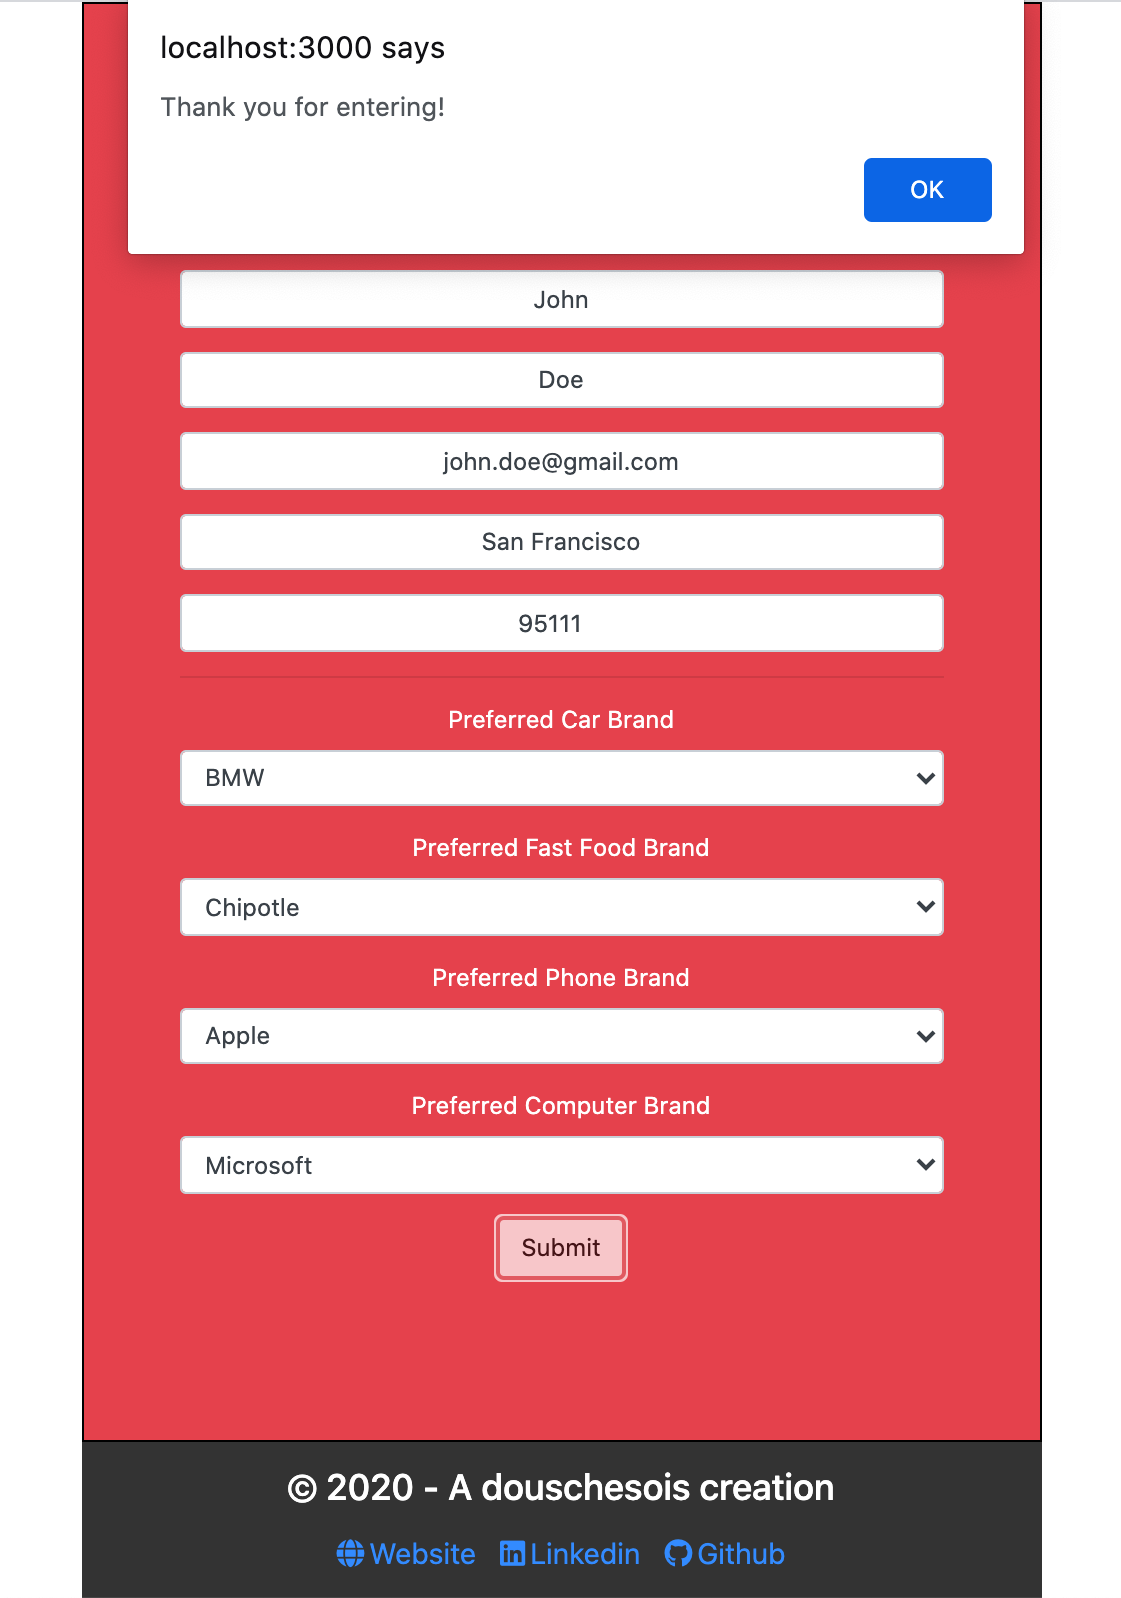 localhost:3000 says
Thank you for entering!
OK
John
Doe
john.doe@gmail.com
San Francisco
95111
Preferred Car Brand
BMW
Preferred Fast Food Brand
Chipotle
Preferred Phone Brand
Apple
Preferred Computer Brand
Microsoft
Submit
© 2020 - A douschesois creation
Website Linkedin Github